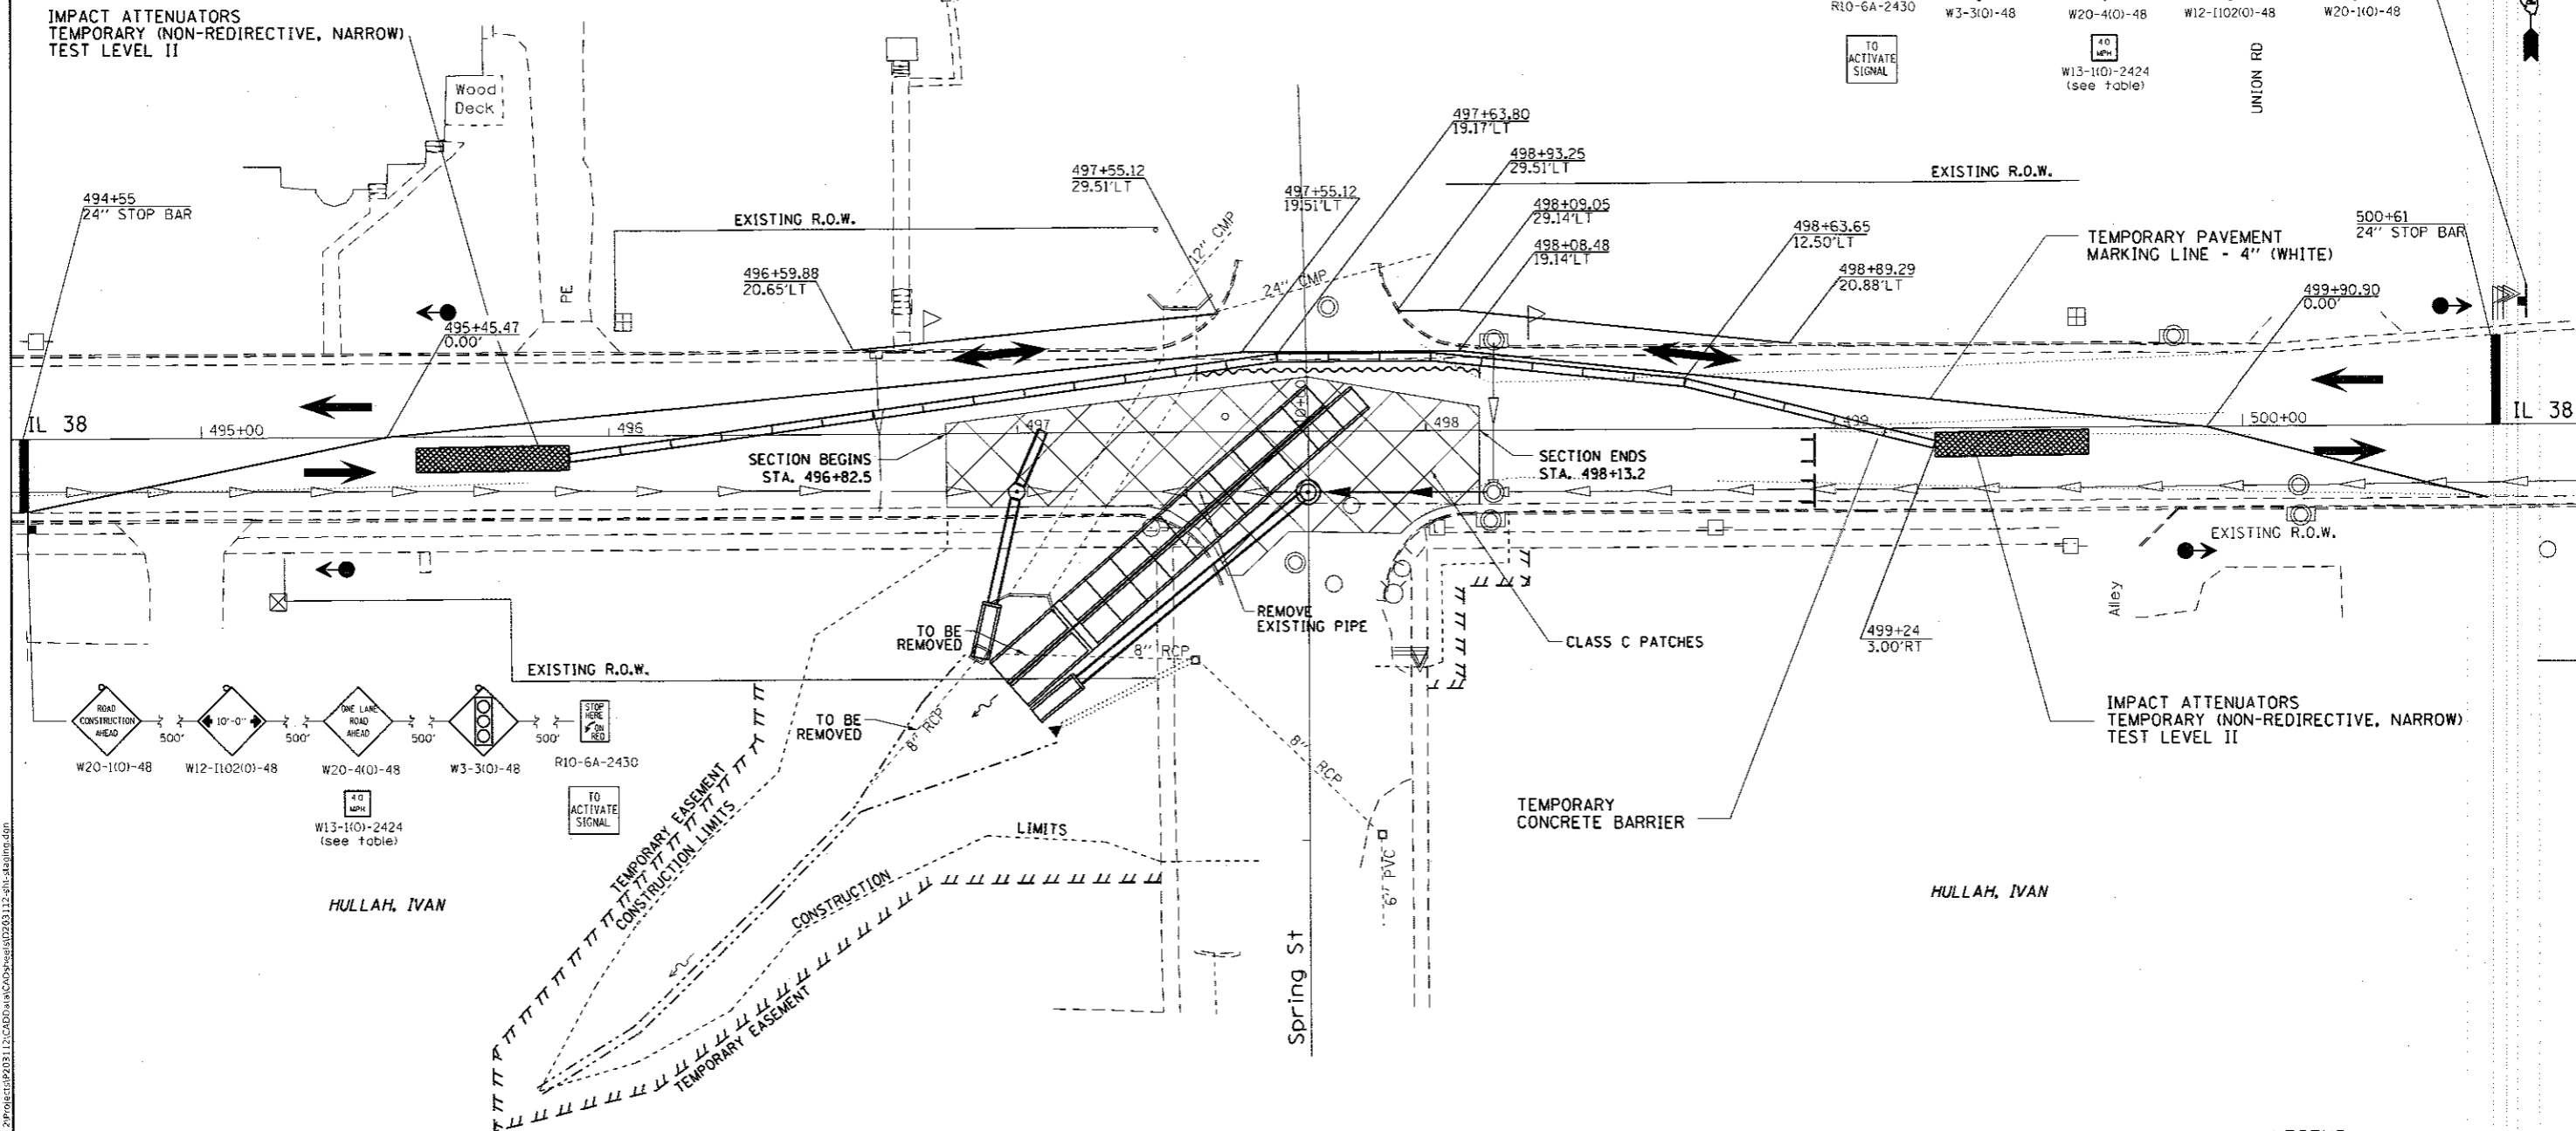 IMPACT ATTENUATORS
TEMPORARY (NON-REDIRECTIVE, NARROW)
TEST LEVEL II
R10-6A-2430
W3-3(O)-48
W20-4(O)-48
W12-I102(O)-48
W20-1(O)-48
TO
ACTIVATE
SIGNAL
40
MPH
W13-1(O)-2424
(see table)
UNION RD
Wood
Deck
494+55
24" STOP BAR
EXISTING R.O.W.
PE
495+45.47
0.00'
496+59.88
20.65'LT
497+55.12
29.51'LT
12" CMP
24" CMP
497+55.12
19.51'LT
497+63.80
19.17'LT
498+93.25
29.51'LT
498+09.05
29.14'LT
498+08.48
19.14'LT
498+63.65
12.50'LT
498+89.29
20.88'LT
EXISTING R.O.W.
TEMPORARY PAVEMENT
MARKING LINE - 4" (WHITE)
499+90.90
0.00'
500+61
24" STOP BAR
IL 38
495+00
496
497
498
499
500+00
IL 38
SECTION BEGINS
STA. 496+82.5
SECTION ENDS
STA. 498+13.2
EXISTING R.O.W.
Alley
REMOVE
EXISTING PIPE
TO BE
REMOVED
8" RCP
CLASS C PATCHES
499+24
3.00'RT
EXISTING R.O.W.
IMPACT ATTENUATORS
TEMPORARY (NON-REDIRECTIVE, NARROW)
TEST LEVEL II
ROAD
CONSTRUCTION
AHEAD
500'
10'-0"
500'
ONE LANE
ROAD
AHEAD
500'
500'
STOP
HERE
ON
RED
W20-1(O)-48
W12-I102(O)-48
W20-4(O)-48
W3-3(O)-48
R10-6A-2430
40
MPH
W13-1(O)-2424
(see table)
TO
ACTIVATE
SIGNAL
TO BE
REMOVED
8" RCP
8" RCP
6" PVC
TEMPORARY
CONCRETE BARRIER
TEMPORARY EASEMENT
CONSTRUCTION LIMITS
LIMITS
CONSTRUCTION
TEMPORARY EASEMENT
HULLAH, IVAN
HULLAH, IVAN
Spring St